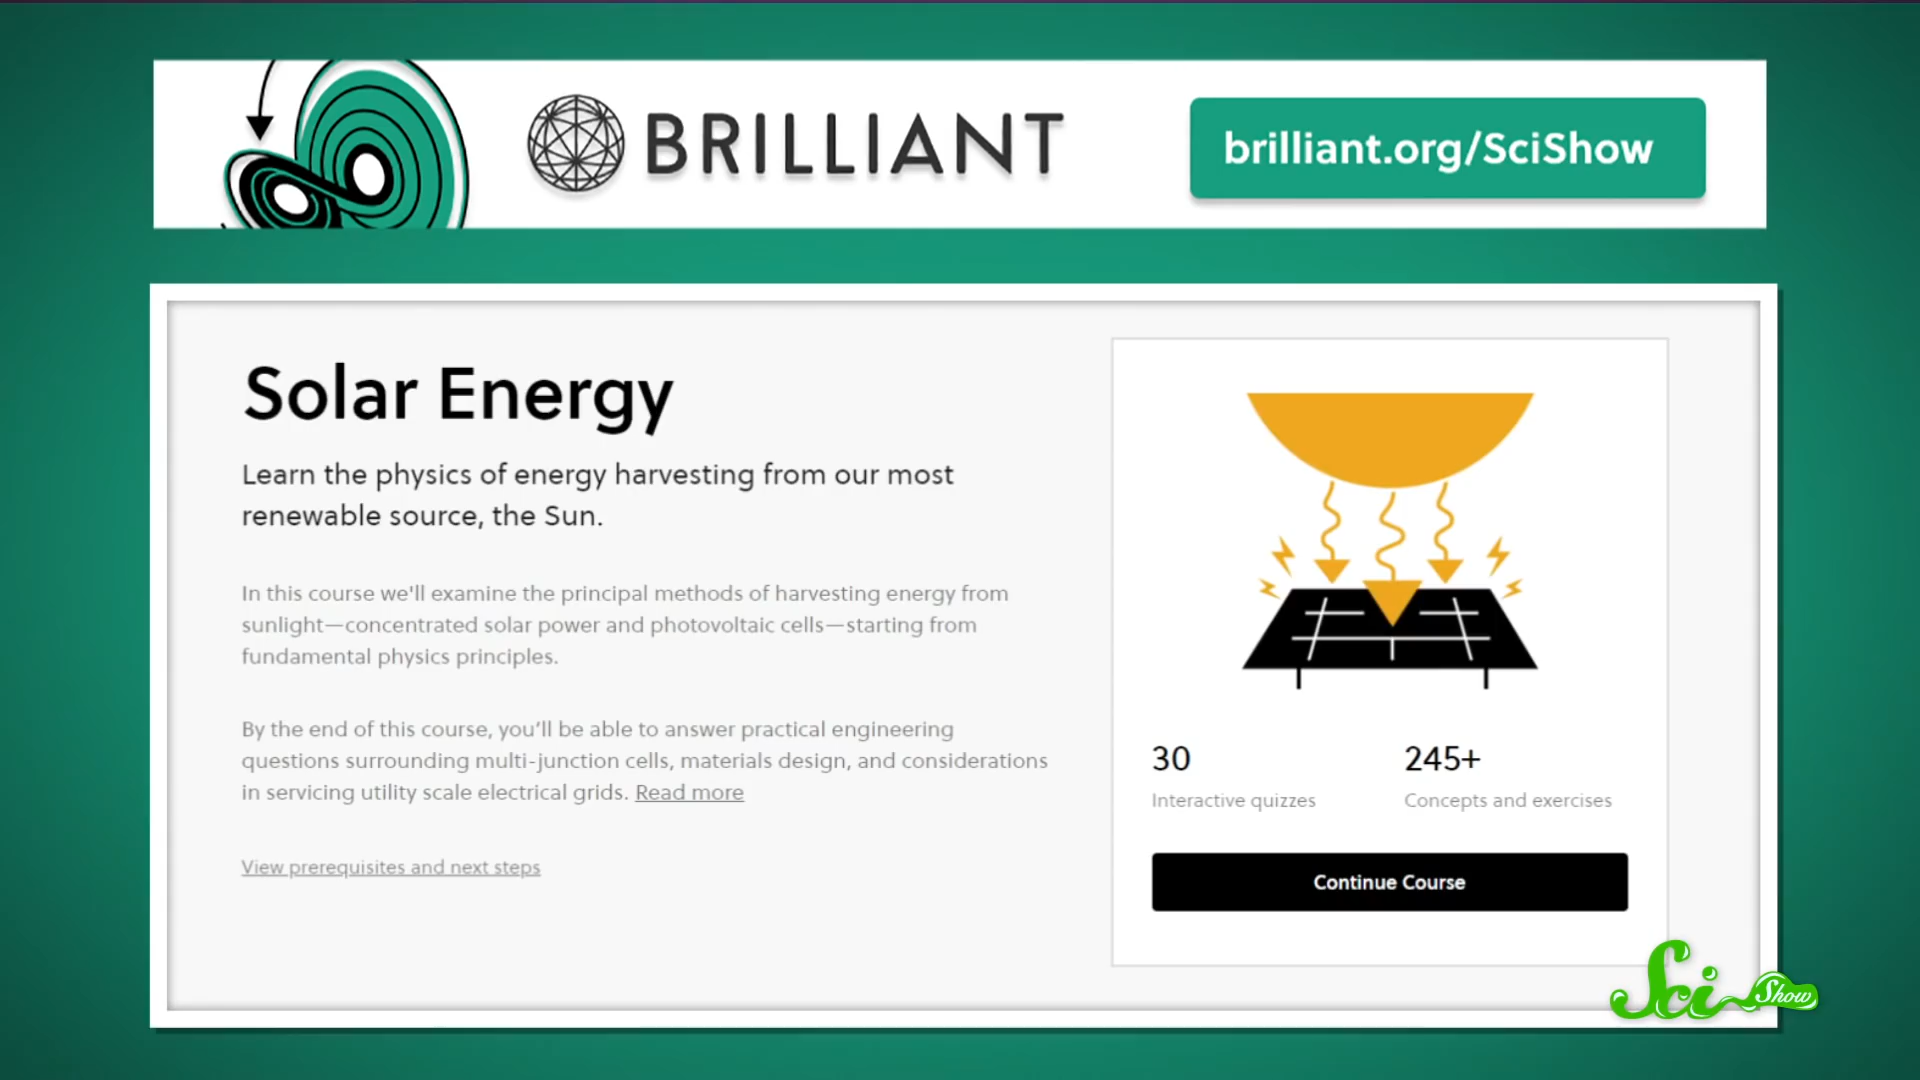 BRILLIANT
brilliant.org/SciShow
Solar Energy
Learn the physics of energy harvesting from our most
renewable source, the Sun.
In this course we'll examine the principal methods of harvesting energy from
sunlight—concentrated solar power and photovoltaic cells—starting from
fundamental physics principles.
By the end of this course, you’ll be able to answer practical engineering
questions surrounding multi-junction cells, materials design, and considerations
in servicing utility scale electrical grids. Read more
View prerequisites and next steps
30
Interactive quizzes
245+
Concepts and exercises
Continue Course
Sci Show